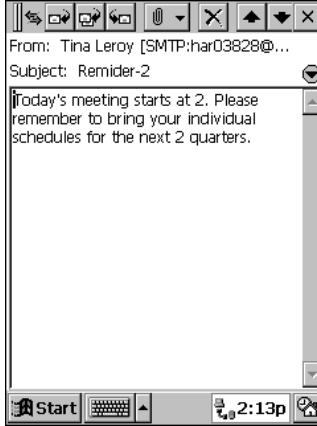 From: Tina Leroy [SMTP:har03828@...
Subject: Remider-2
Today's meeting starts at 2. Please
remember to bring your individual
schedules for the next 2 quarters.
Start 2:13p